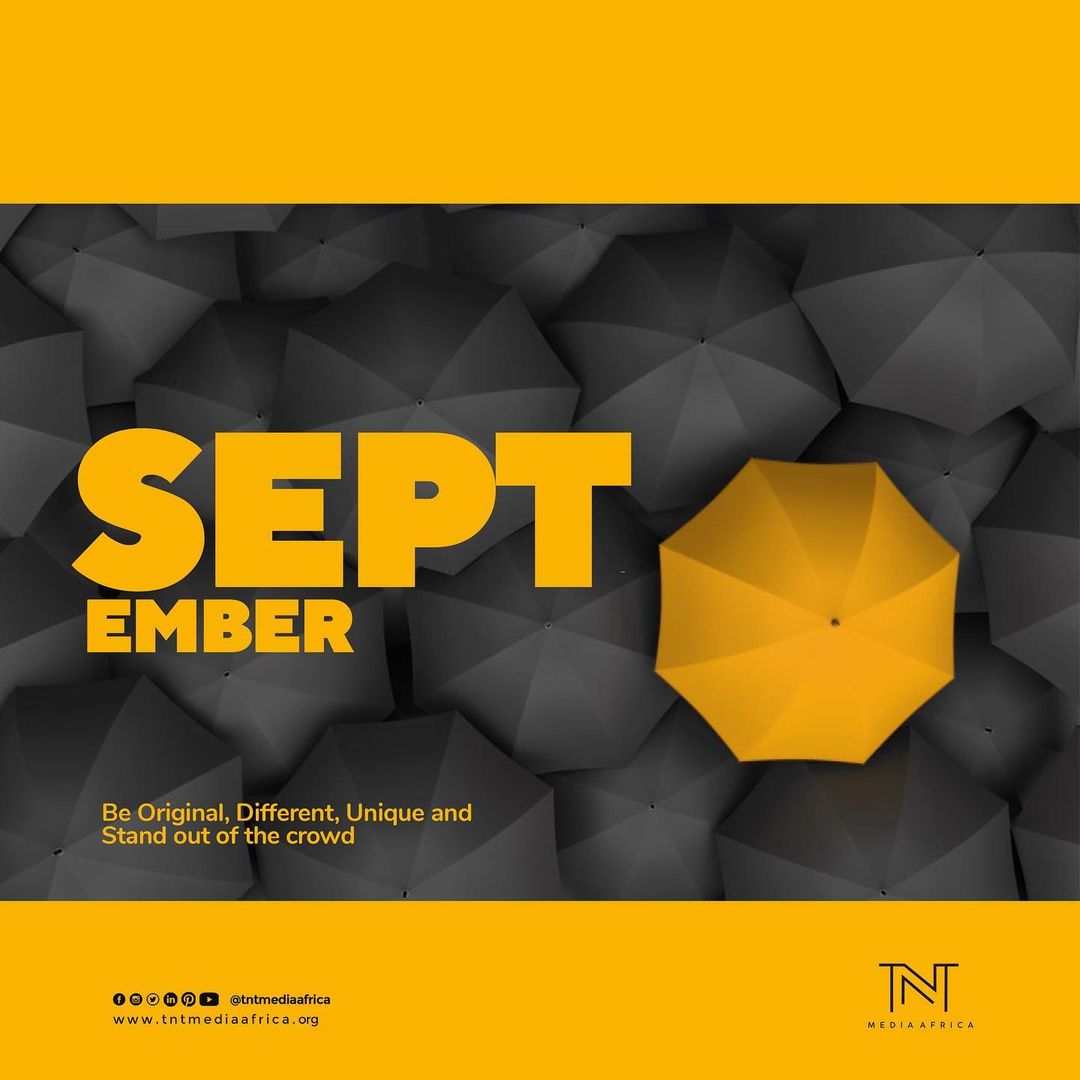 SEPT
EMBER
Be Original, Different, Unique and
Stand out of the crowd
@tntmediaafrica
www.tntmediaafrica.org
TNT
MEDIA AFRICA